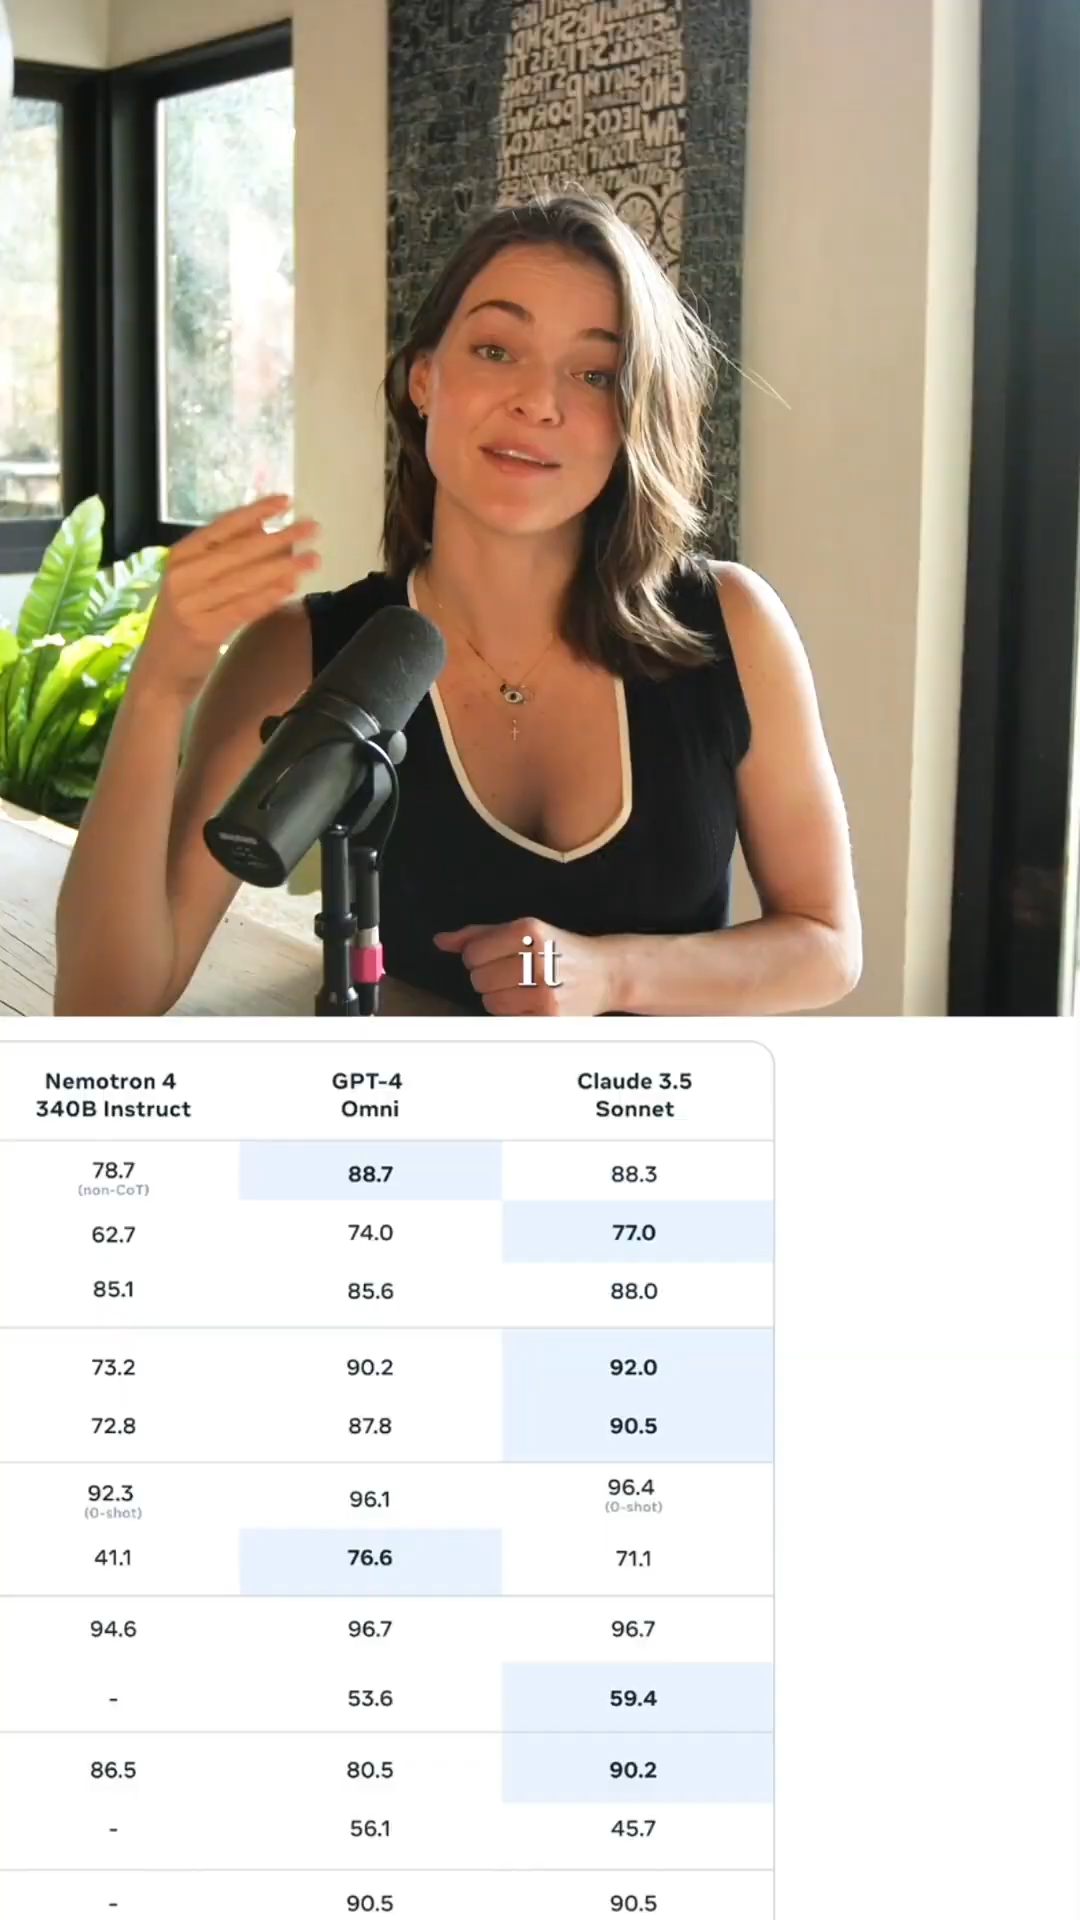 it
Nemotron 4 GPT-4 Claude 3.5
340B Instruct Omni Sonnet
78.7 88.7 88.3
(non-CoT)
62.7 74.0 77.0
85.1 85.6 88.0
73.2 90.2 92.0
72.8 87.8 90.5
92.3 96.1 96.4
(0-shot) (0-shot)
41.1 76.6 71.1
94.6 96.7 96.7
- 53.6 59.4
86.5 80.5 90.2
- 56.1 45.7
- 90.5 90.5